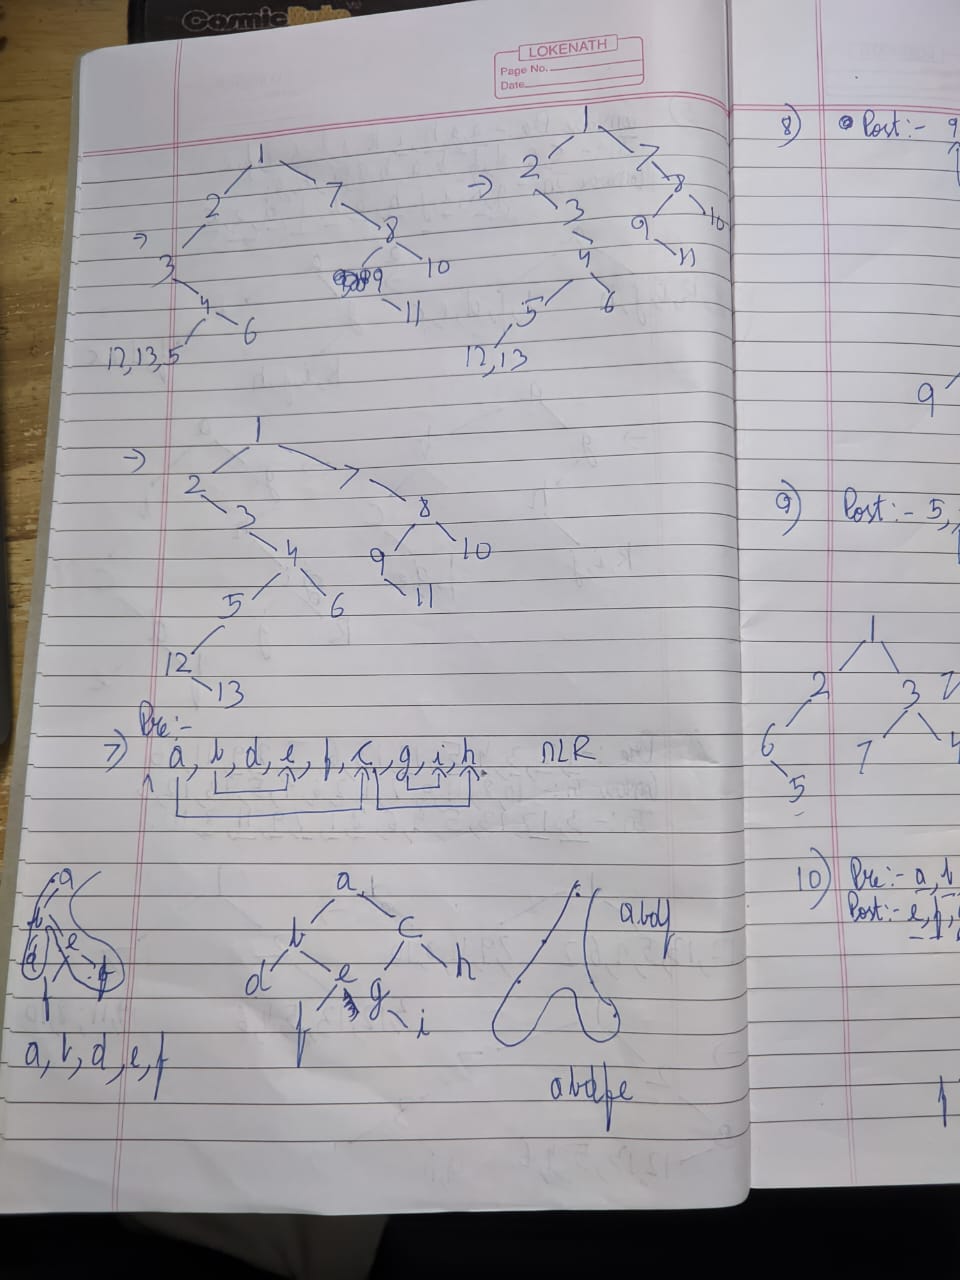 Cosmic
LOKENATH
Page No.
Date
1
2 7
3 8
4 10
9
11
12,13,5 6
1
2 7
3 8
9 10
4 11
5 6
12,13
1
2 7
3 8
4 9 10
5 6 11
12
13
Pre:-
7) a, b, d, e, f, c, g, i, h NLR
a
b
d e
f
a, b, d, e, f
a
b c
d e g h
f i
abdf
abdfe
8) Post:- 9
9
9) Post:- 5,
1
2 3
6 7 4
5
10) Pre:- a, b
Post:- e, f,
f